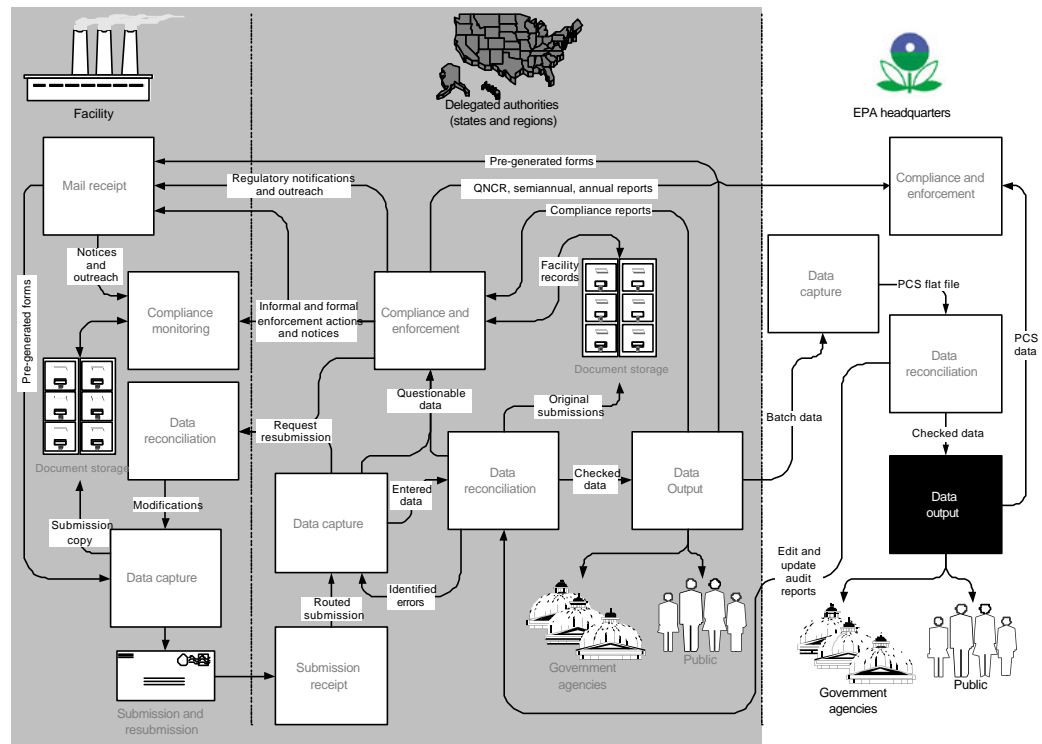 Facility
Delegated authorities
(states and regions)
EPA headquarters
Mail receipt
Pre-generated forms
Regulatory notifications
and outreach
QNCR, semiannual, annual reports
Compliance and
enforcement
Compliance reports
Notices
and
outreach
Facility
records
Data
capture
PCS flat file
Pre-generated forms
Compliance
monitoring
Informal and formal
enforcement actions
and notices
Compliance and
enforcement
Document storage
Data
reconciliation
PCS
data
Questionable
data
Original
submissions
Batch data
Data
reconciliation
Request
resubmission
Checked data
Document storage
Data
reconciliation
Checked
data
Data
Output
Entered
data
Data
output
Modifications
Submission
copy
Data capture
Data capture
Identified
errors
Edit and
update
audit
reports
Routed
submission
Submission
receipt
Government
agencies
Public
Government
agencies
Public
Submission and
resubmission